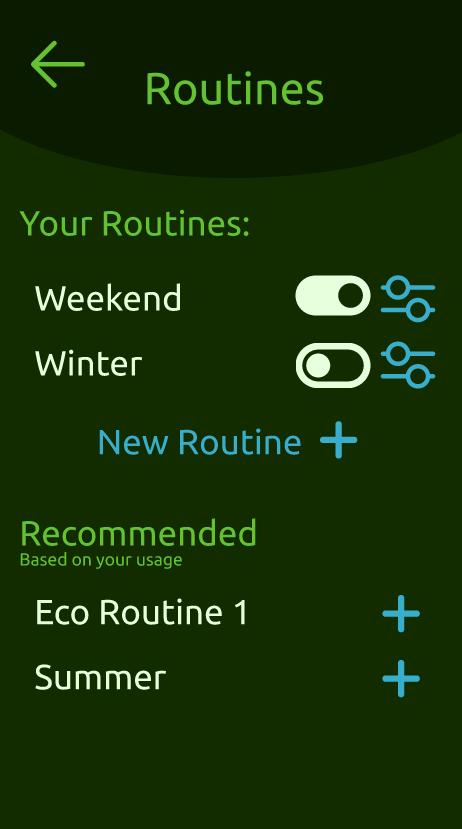 Routines
Your Routines:
Weekend
Winter
New Routine
Recommended
Based on your usage
Eco Routine 1
Summer